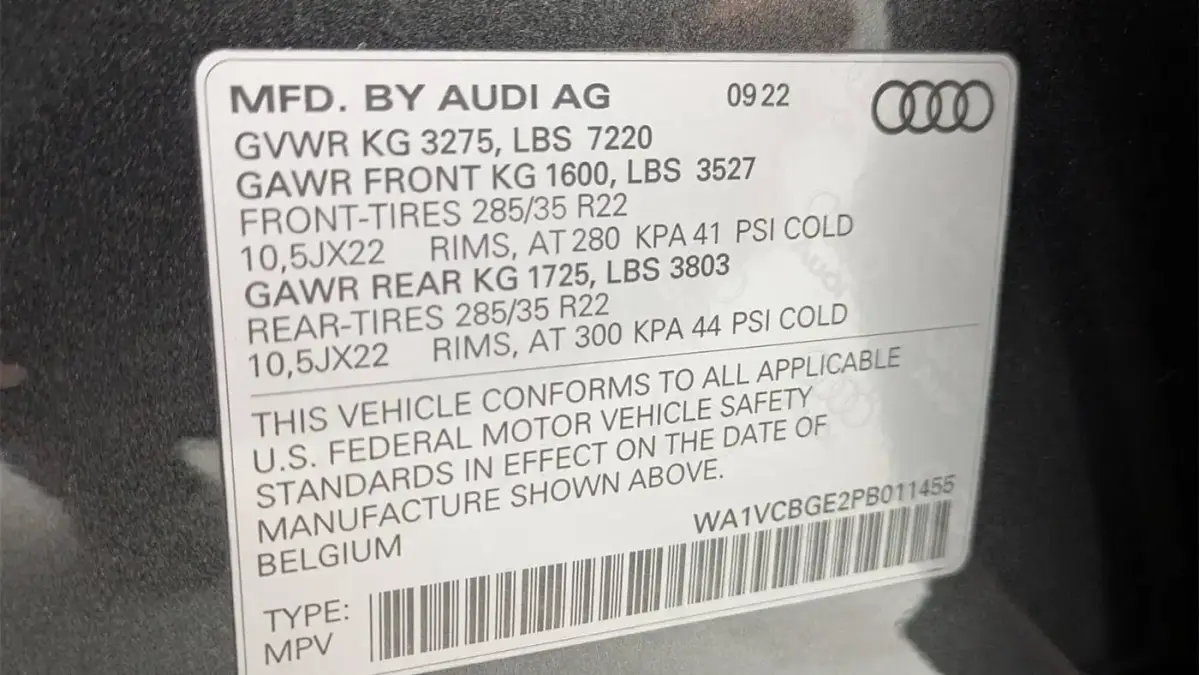 MFD. BY AUDI AG 09 22
GVWR KG 3275, LBS 7220
GAWR FRONT KG 1600, LBS 3527
FRONT-TIRES 285/35 R22
10,5JX22 RIMS, AT 280 KPA 41 PSI COLD
GAWR REAR KG 1725, LBS 3803
REAR-TIRES 285/35 R22
10,5JX22 RIMS, AT 300 KPA 44 PSI COLD
THIS VEHICLE CONFORMS TO ALL APPLICABLE
U.S. FEDERAL MOTOR VEHICLE SAFETY
STANDARDS IN EFFECT ON THE DATE OF
MANUFACTURE SHOWN ABOVE.
BELGIUM
WA1VCBGE2PB011455
TYPE:
MPV
Audi